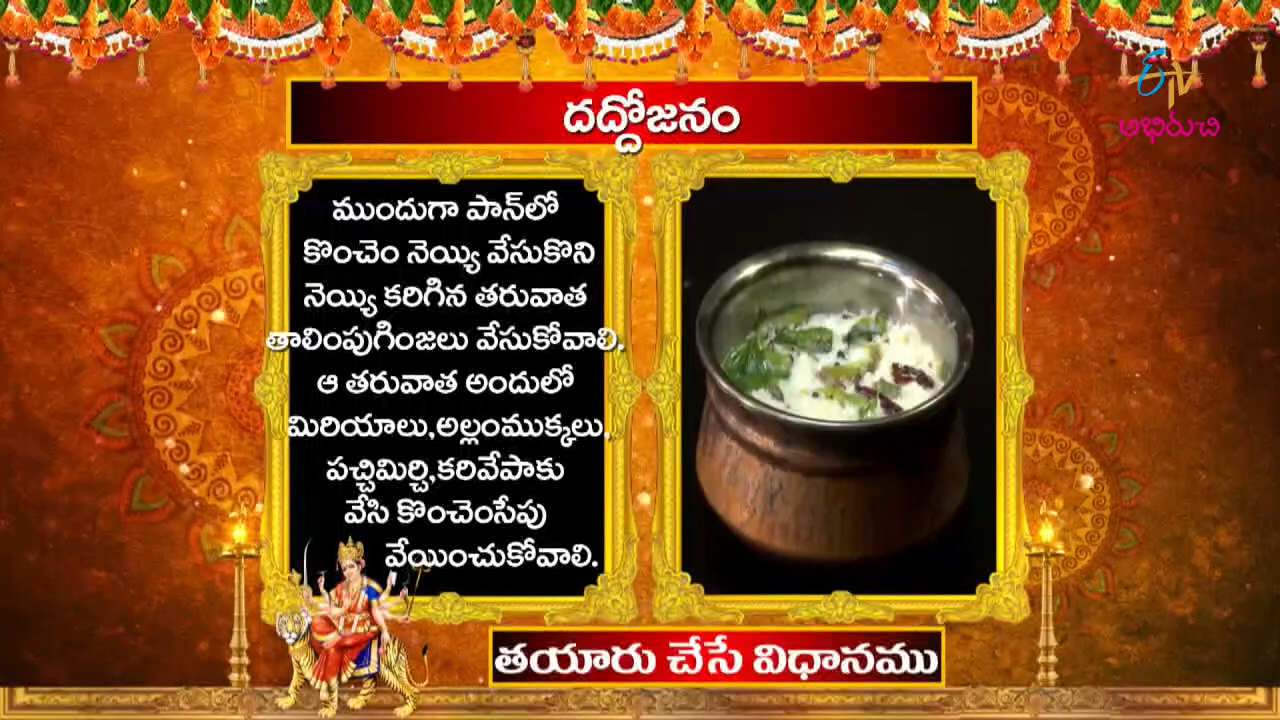 దద్దోజనం
ETV
అభిరుచి
ముందుగా పాన్‌లో
కొంచెం నెయ్యి వేసుకొని
నెయ్యి కరిగిన తరువాత
తాలింపుగింజలు వేసుకోవాలి.
ఆ తరువాత అందులో
మిరియాలు,అల్లంముక్కలు,
పచ్చిమిర్చి,కరివేపాకు
వేసి కొంచెంసేపు
వేయించుకోవాలి.
తయారు చేసే విధానము